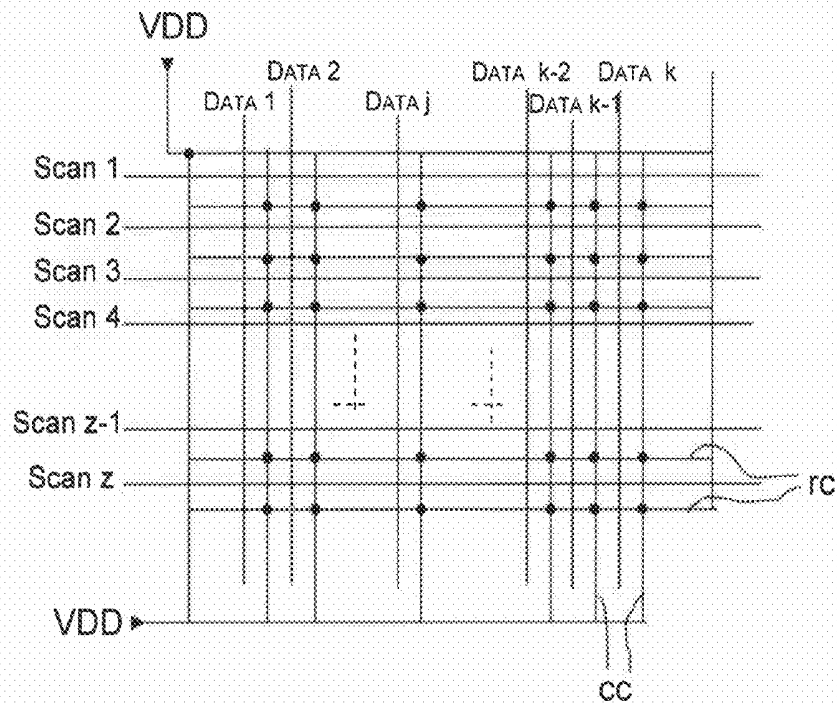 VDD
DATA 2
DATA k-2
DATA k
DATA 1
DATA j
DATA k-1
Scan 1
Scan 2
Scan 3
Scan 4
Scan z-1
Scan z
rc
VDD
cc